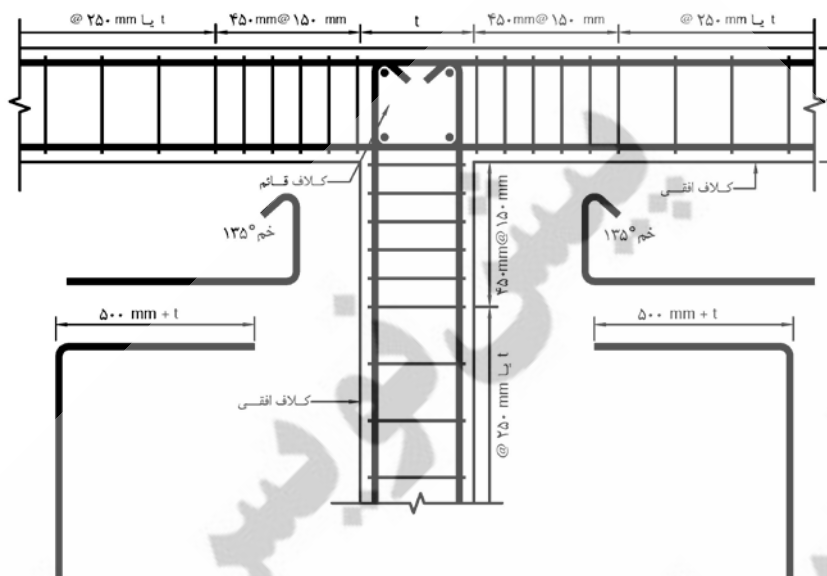 @ ۲۵۰ mm یا t
۴۵۰mm@۱۵۰ mm
t
۴۵۰mm@۱۵۰ mm
@ ۲۵۰ mm یا t
کلاف قائم
کلاف افقی
خم ۱۳۵°
خم ۱۳۵°
۴۵۰mm@۱۵۰ mm
۵۰۰ mm + t
۵۰۰ mm + t
@ ۲۵۰ mm یا t
کلاف افقی